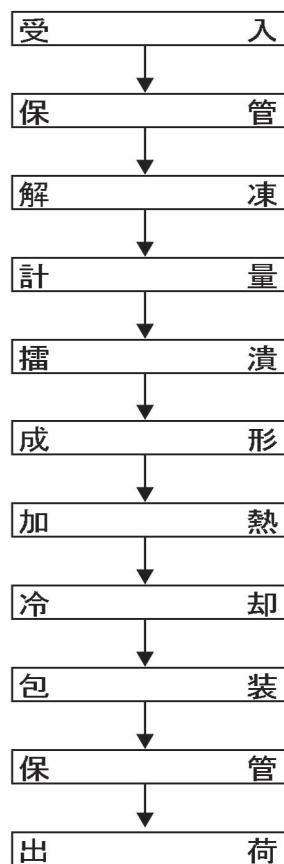 受入
保管
解凍
計量
擂潰
成形
加熱
冷却
包装
保管
出荷